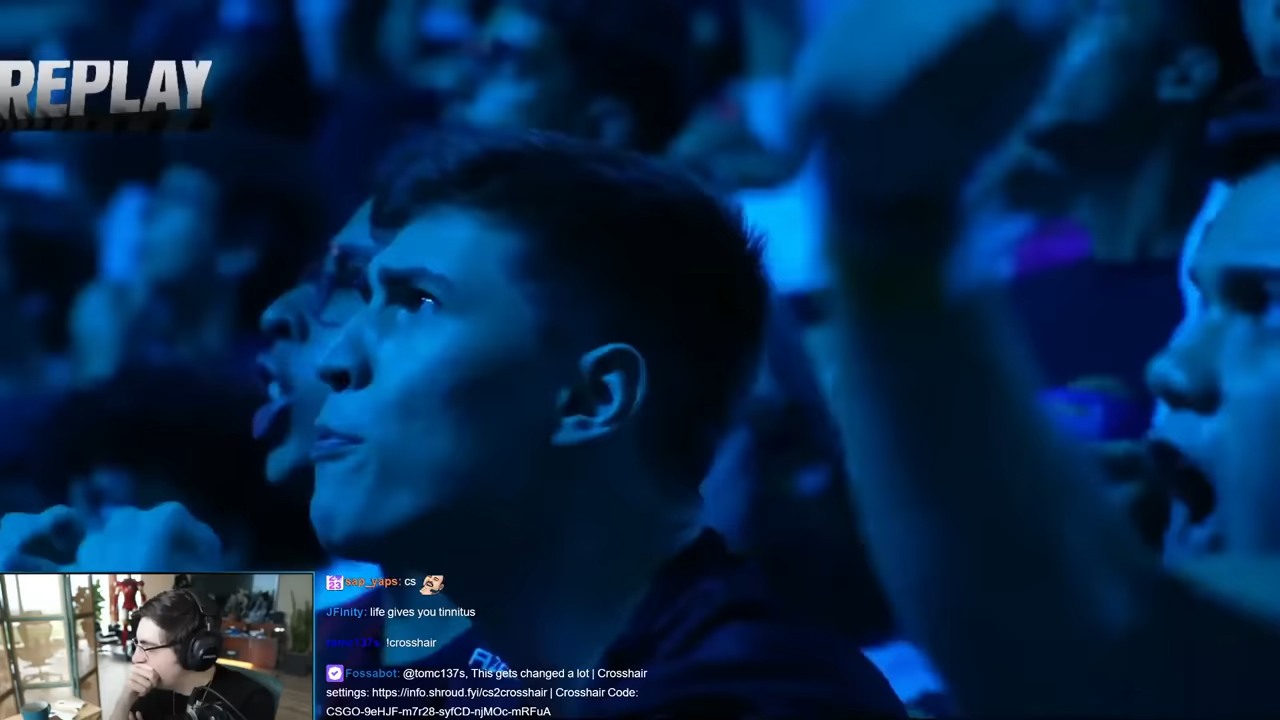 REPLAY
sap_yaps: cs
JFinity: life gives you tinnitus
tomc137s: !crosshair
Fossabot: @tomc137s, This gets changed a lot | Crosshair
settings: https://info.shroud.fyi/cs2crosshair | Crosshair Code:
CSGO-9eHJF-m7r28-syfCD-njMOc-mRFuA